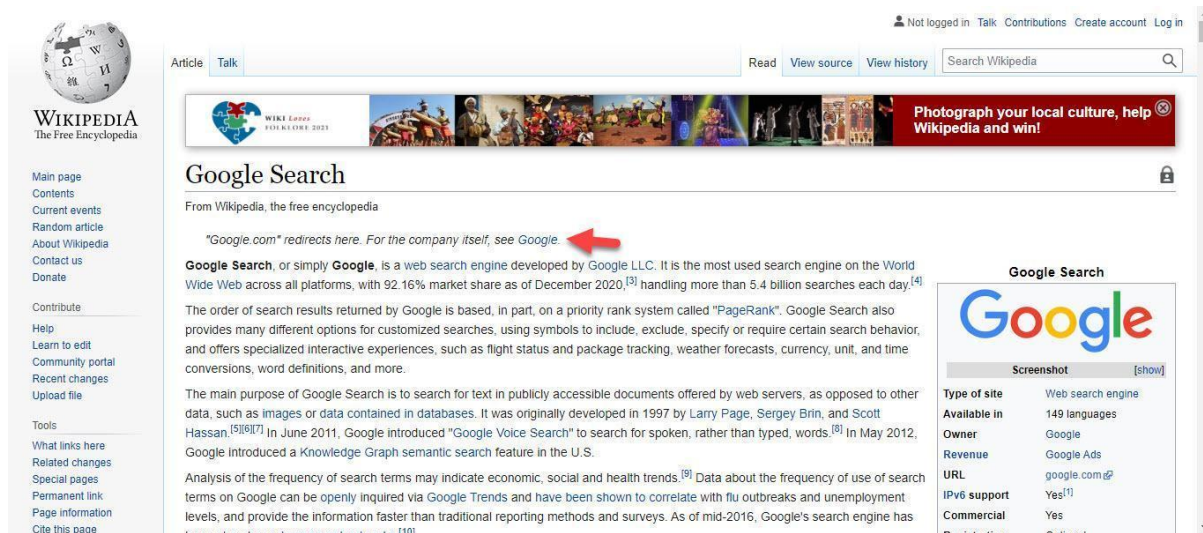 Not logged in Talk Contributions Create account Log in
Article Talk
Read View source View history
Search Wikipedia
WIKIPEDIA
The Free Encyclopedia
WIKI Loves
FOLKLORE 2021
Photograph your local culture, help
Wikipedia and win!
Main page
Contents
Current events
Random article
About Wikipedia
Contact us
Donate
Contribute
Help
Learn to edit
Community portal
Recent changes
Upload file
Tools
What links here
Related changes
Special pages
Permanent link
Page information
Cite this page
Google Search
From Wikipedia, the free encyclopedia
"Google.com" redirects here. For the company itself, see Google.
Google Search, or simply Google, is a web search engine developed by Google LLC. It is the most used search engine on the World
Wide Web across all platforms, with 92.16% market share as of December 2020,[3] handling more than 5.4 billion searches each day.[4]
The order of search results returned by Google is based, in part, on a priority rank system called "PageRank". Google Search also
provides many different options for customized searches, using symbols to include, exclude, specify or require certain search behavior,
and offers specialized interactive experiences, such as flight status and package tracking, weather forecasts, currency, unit, and time
conversions, word definitions, and more.
The main purpose of Google Search is to search for text in publicly accessible documents offered by web servers, as opposed to other
data, such as images or data contained in databases. It was originally developed in 1997 by Larry Page, Sergey Brin, and Scott
Hassan.[5][6][7] In June 2011, Google introduced "Google Voice Search" to search for spoken, rather than typed, words.[8] In May 2012,
Google introduced a Knowledge Graph semantic search feature in the U.S.
Analysis of the frequency of search terms may indicate economic, social and health trends.[9] Data about the frequency of use of search
terms on Google can be openly inquired via Google Trends and have been shown to correlate with flu outbreaks and unemployment
levels, and provide the information faster than traditional reporting methods and surveys. As of mid-2016, Google's search engine has
Google Search
Google
Screenshot [show]
Type of site Web search engine
Available in 149 languages
Owner Google
Revenue Google Ads
URL google.com
IPv6 support Yes[1]
Commercial Yes